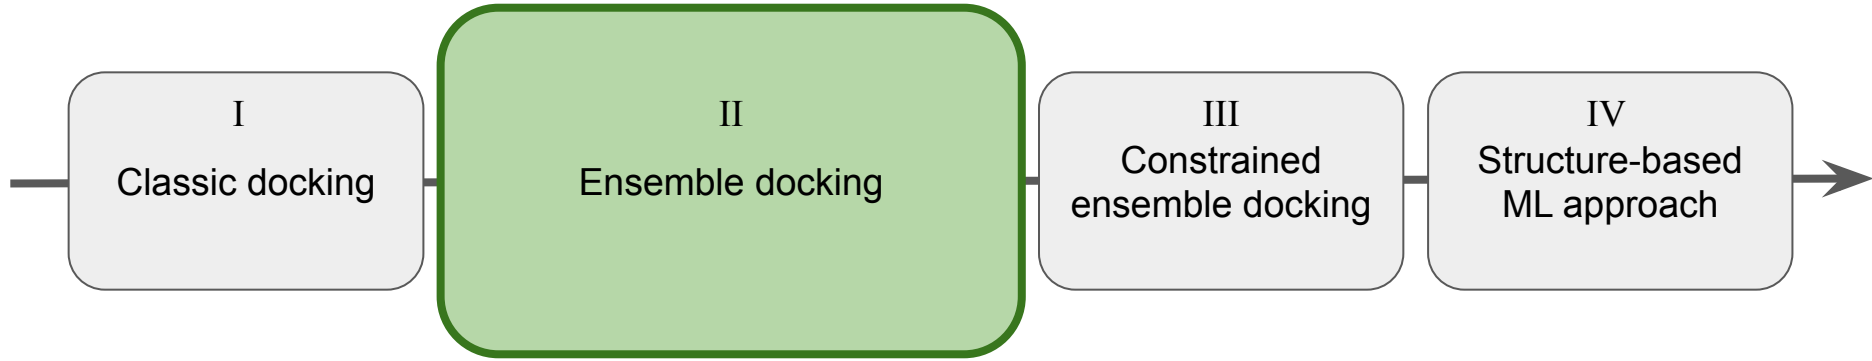 I
Classic docking
II
Ensemble docking
III
Constrained
ensemble docking
IV
Structure-based
ML approach